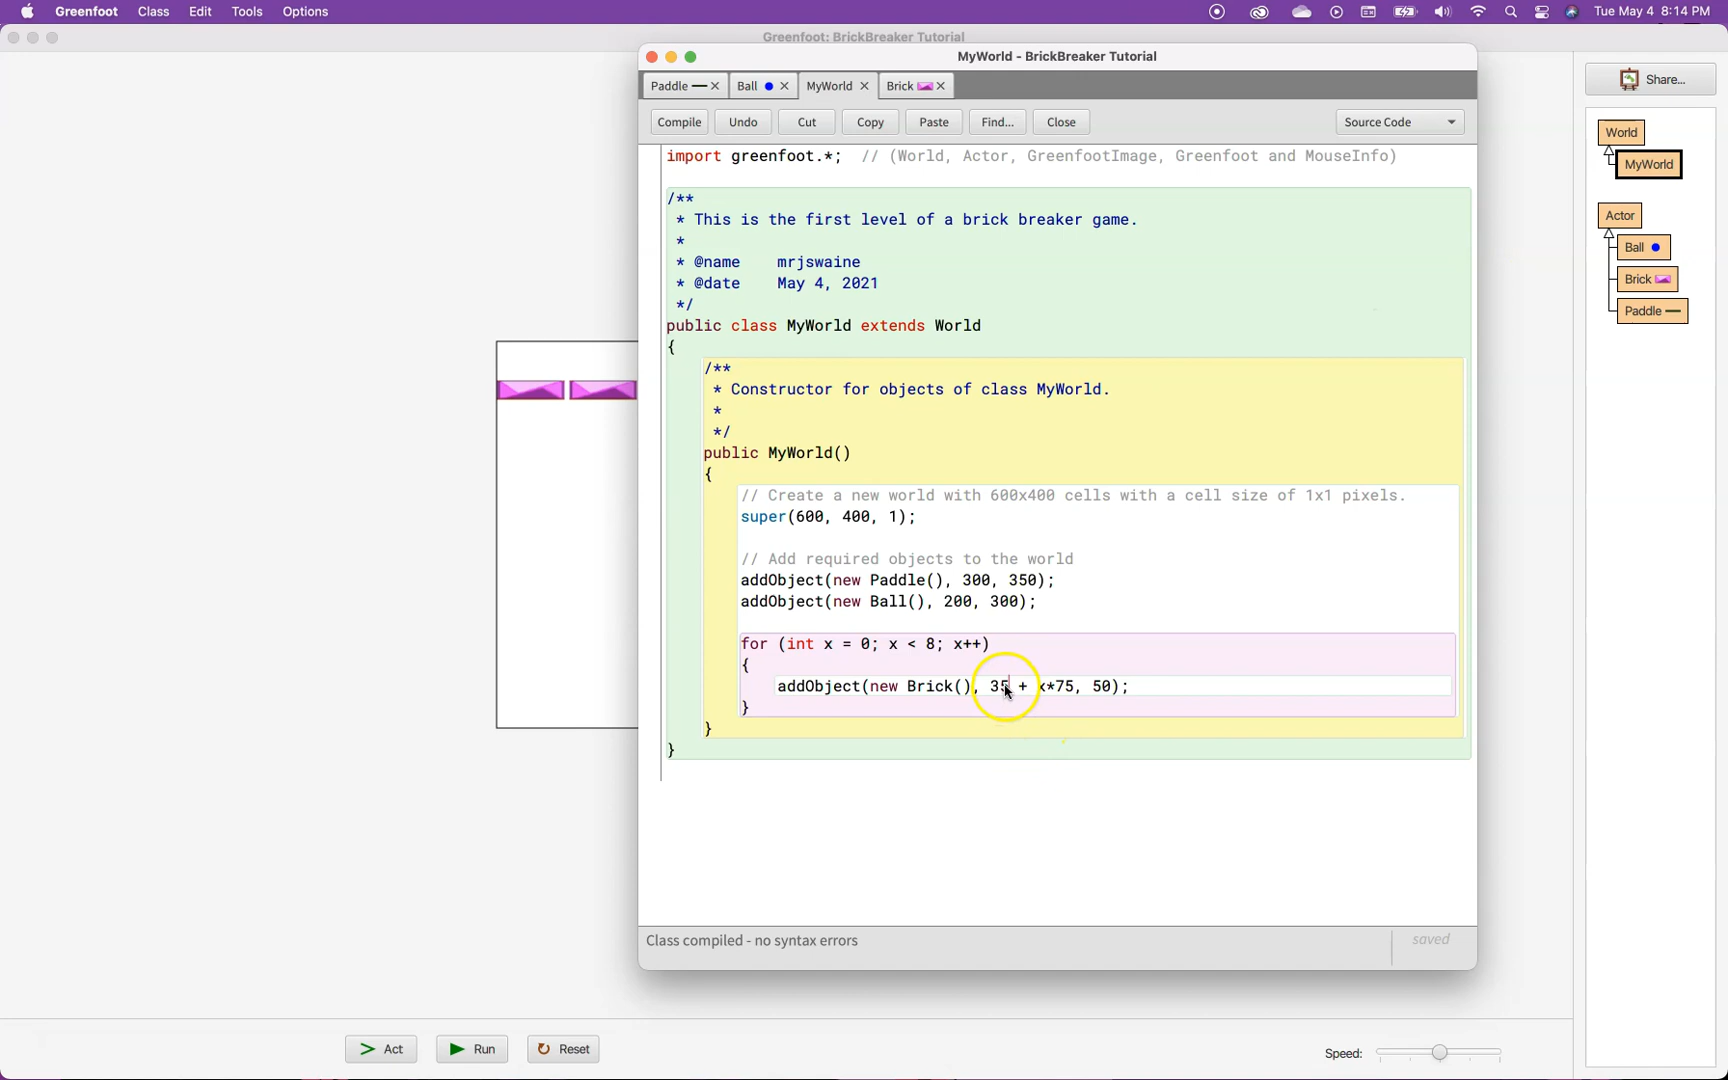 Greenfoot Class Edit Tools Options Tue May 4 8:14 PM
Greenfoot: BrickBreaker Tutorial
MyWorld - BrickBreaker Tutorial
Paddle Ball MyWorld Brick
Compile Undo Cut Copy Paste Find... Close Source Code
import greenfoot.*; // (World, Actor, GreenfootImage, Greenfoot and MouseInfo)
/**
* This is the first level of a brick breaker game.
*
* @name mrjswaine
* @date May 4, 2021
*/
public class MyWorld extends World
{
/**
* Constructor for objects of class MyWorld.
*
*/
public MyWorld()
{
// Create a new world with 600x400 cells with a cell size of 1x1 pixels.
super(600, 400, 1);
// Add required objects to the world
addObject(new Paddle(), 300, 350);
addObject(new Ball(), 200, 300);
for (int x = 0; x < 8; x++)
{
addObject(new Brick(), 35 + x*75, 50);
}
}
}
Class compiled - no syntax errors
saved
Share...
World
MyWorld
Actor
Ball
Brick
Paddle
> Act Run Reset
Speed: